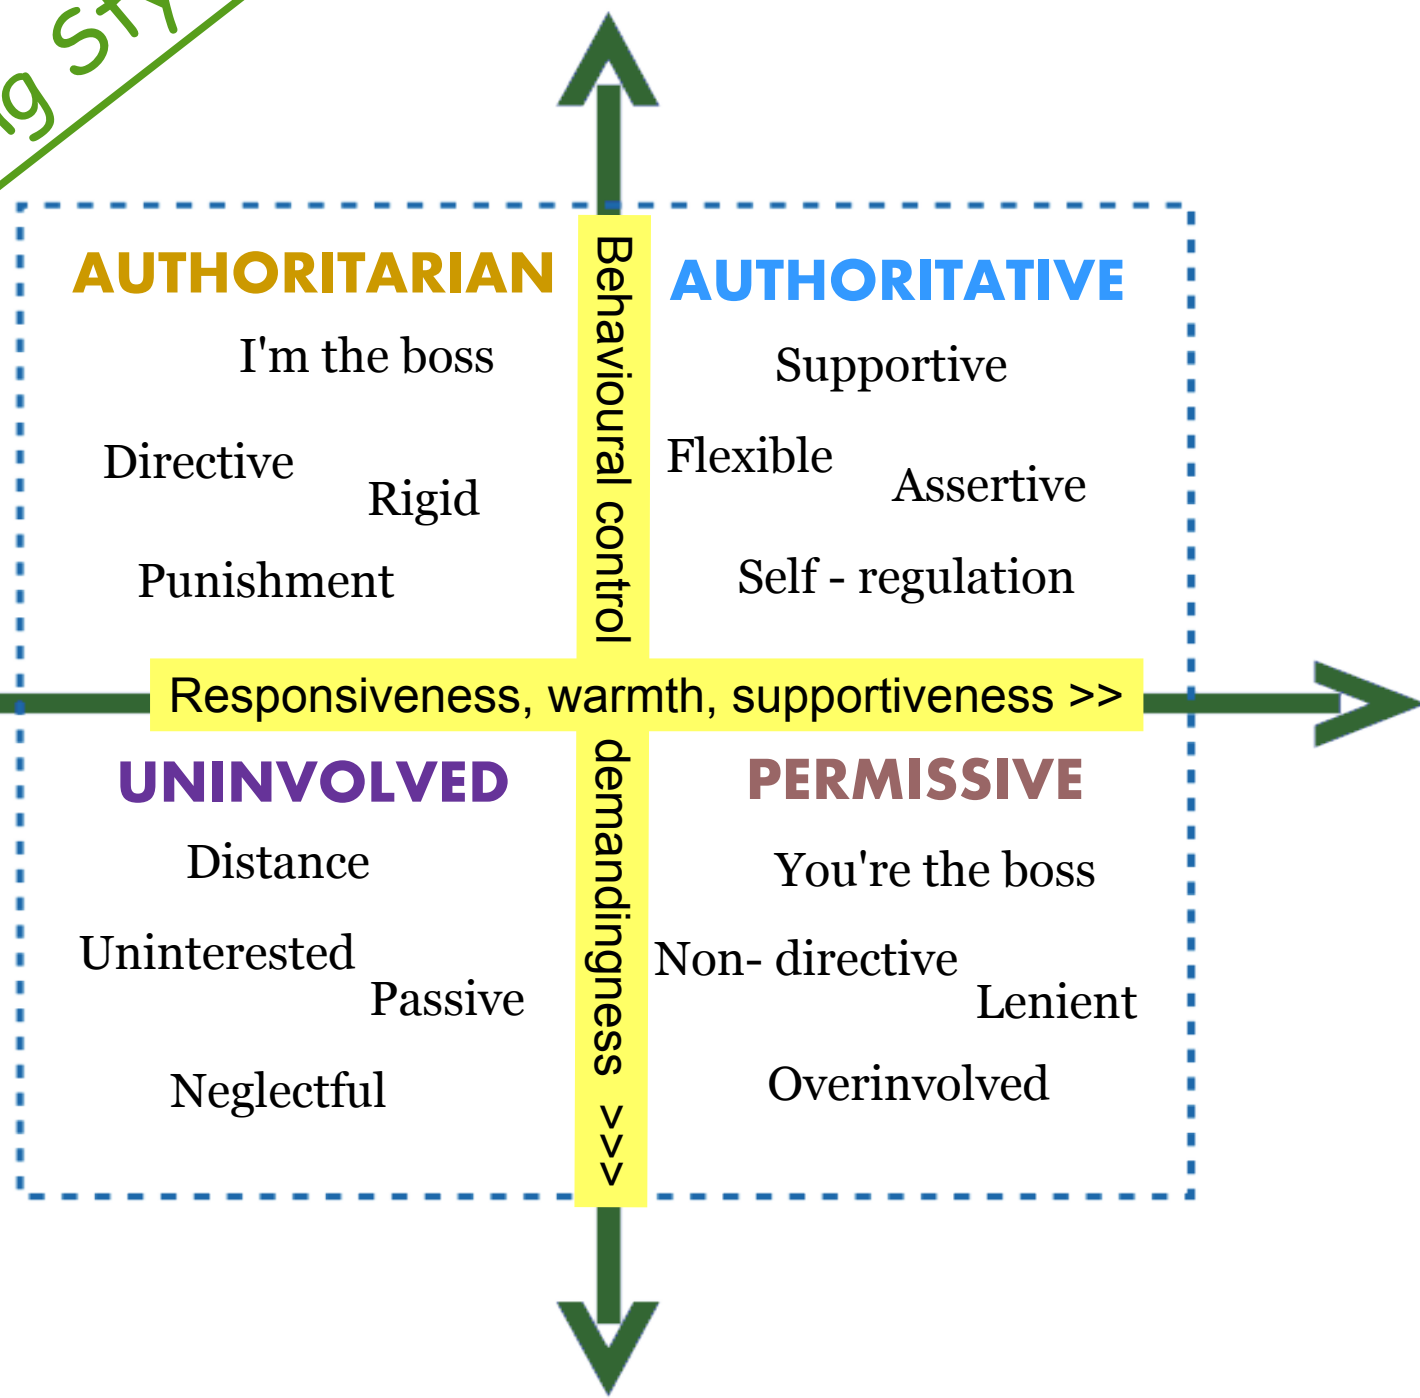 Sty
AUTHORITARIAN
I'm the boss
Directive
Rigid
Punishment
AUTHORITATIVE
Supportive
Flexible
Assertive
Self - regulation
Behavioural control demandingness >>>
Responsiveness, warmth, supportiveness >>
UNINVOLVED
Distance
Uninterested
Passive
Neglectful
PERMISSIVE
You're the boss
Non- directive
Lenient
Overinvolved